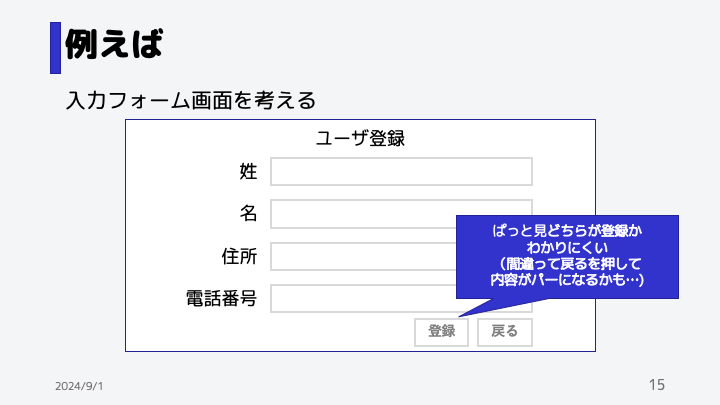 例えば
入力フォーム画面を考える
ユーザ登録
姓
名
住所
電話番号
ぱっと見どちらが登録か
わかりにくい
（間違って戻るを押して
内容がパーになるかも…）
登録
戻る
2024/9/1
15